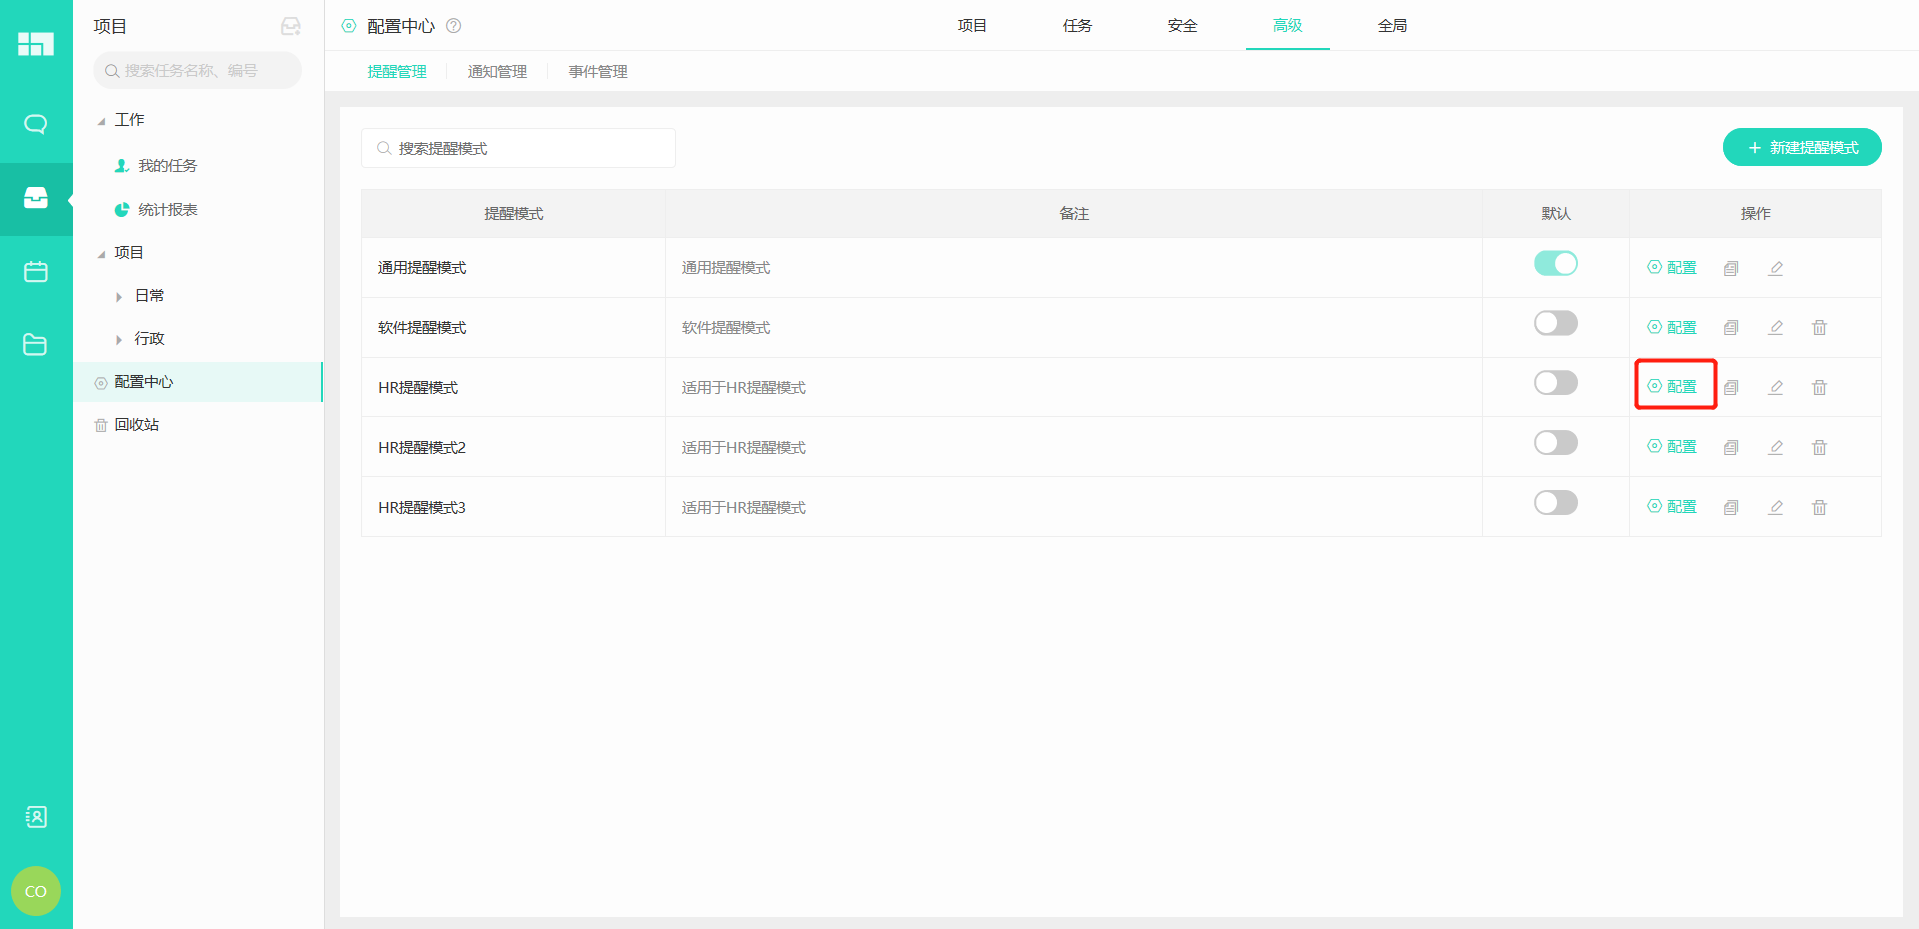 项目
搜索任务名称、编号
工作
我的任务
统计报表
项目
日常
行政
配置中心
回收站
CO
配置中心
项目 任务 安全 高级 全局
提醒管理 通知管理 事件管理
搜索提醒模式
新建提醒模式
提醒模式 备注 默认 操作
通用提醒模式 通用提醒模式 配置
软件提醒模式 软件提醒模式 配置
HR提醒模式 适用于HR提醒模式 配置
HR提醒模式2 适用于HR提醒模式 配置
HR提醒模式3 适用于HR提醒模式 配置